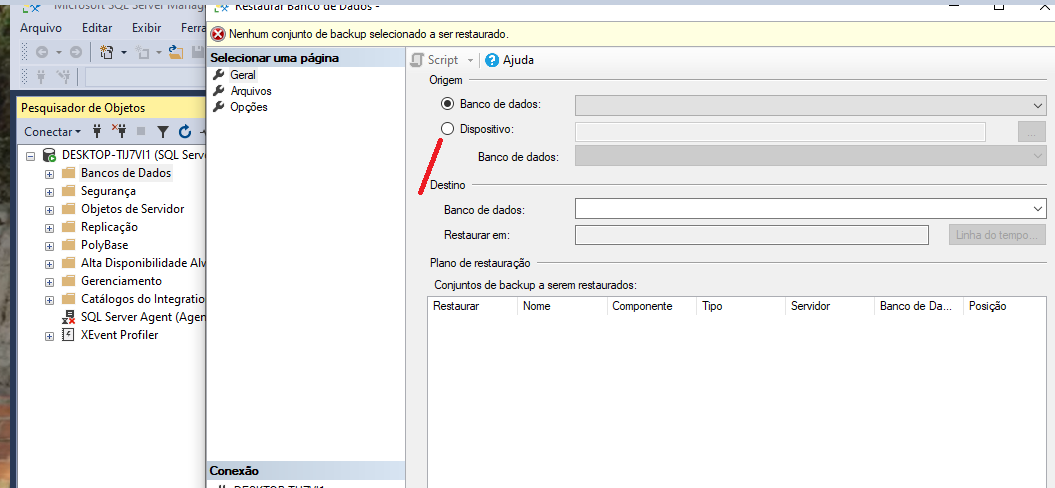 Microsoft SQL Server Manag
Restaurar Banco de Dados -
Arquivo Editar Exibir Ferra
Nenhum conjunto de backup selecionado a ser restaurado.
Selecionar uma página
Geral
Arquivos
Opções
Script Ajuda
Origem
Banco de dados:
Dispositivo:
...
Banco de dados:
Destino
Banco de dados:
Restaurar em:
Linha do tempo...
Plano de restauração
Conjuntos de backup a serem restaurados:
Restaurar Nome Componente Tipo Servidor Banco de Da... Posição
Pesquisador de Objetos
Conectar
DESKTOP-TIJ7VI1 (SQL Serve
Bancos de Dados
Segurança
Objetos de Servidor
Replicação
PolyBase
Alta Disponibilidade Alw
Gerenciamento
Catálogos do Integratio
SQL Server Agent (Agen
XEvent Profiler
Conexão
DESKTOP-TIJ7VI1